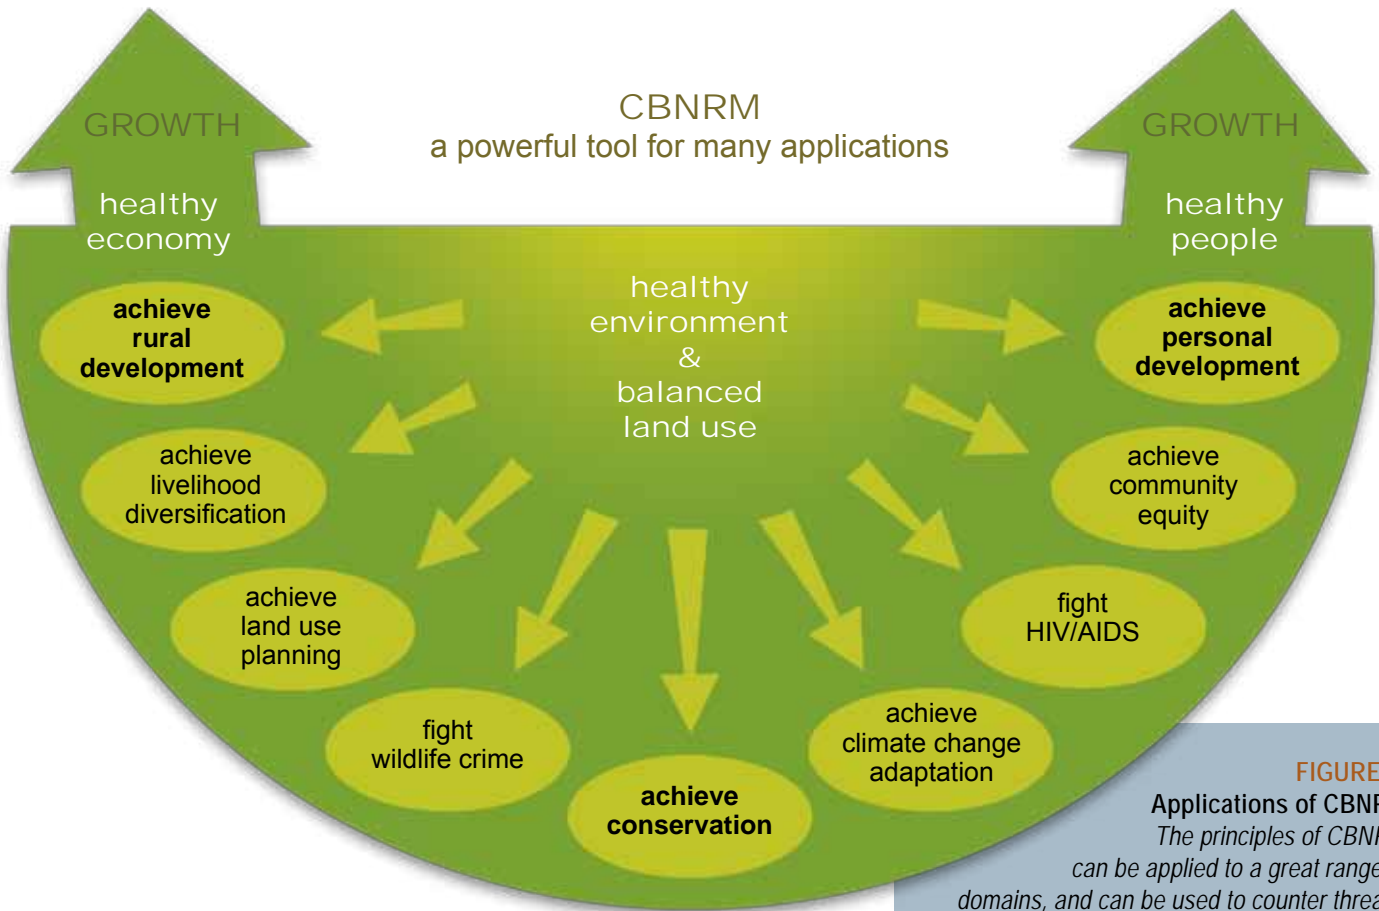 CBNRM
a powerful tool for many applications
GROWTH
healthy
economy
GROWTH
healthy
people
healthy
environment
&
balanced
land use
achieve
rural
development
achieve
livelihood
diversification
achieve
land use
planning
fight
wildlife crime
achieve
conservation
achieve
climate change
adaptation
fight
HIV/AIDS
achieve
community
equity
achieve
personal
development
FIGURE
Applications of
The principles of
can be applied to a great range
domains, and can be used to counter